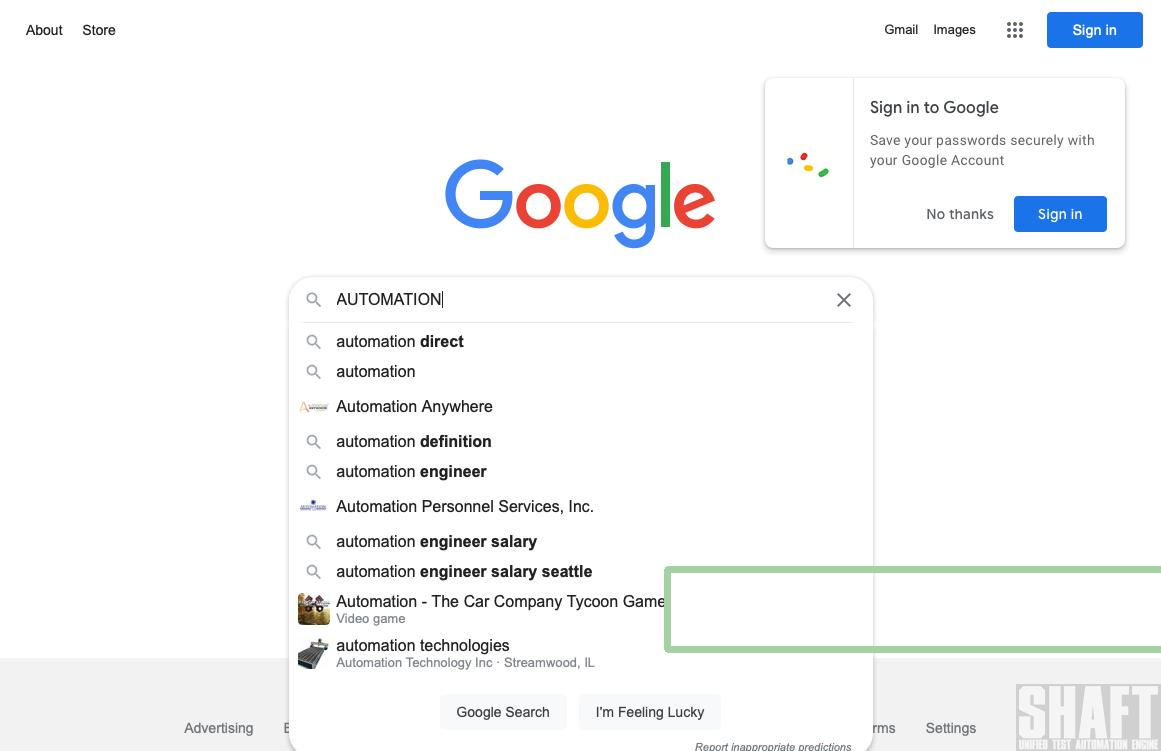 About Store
Gmail Images
Sign in
Sign in to Google
Save your passwords securely with
your Google Account
No thanks
Sign in
Google
AUTOMATION
automation direct
automation
Automation Anywhere
automation definition
automation engineer
Automation Personnel Services, Inc.
automation engineer salary
automation engineer salary seattle
Automation - The Car Company Tycoon Game
Video game
automation technologies
Automation Technology Inc · Streamwood, IL
Google Search
I'm Feeling Lucky
Advertising
Settings
Report inappropriate predictions
SHAFT
UNIFIED TEST AUTOMATION ENGINE